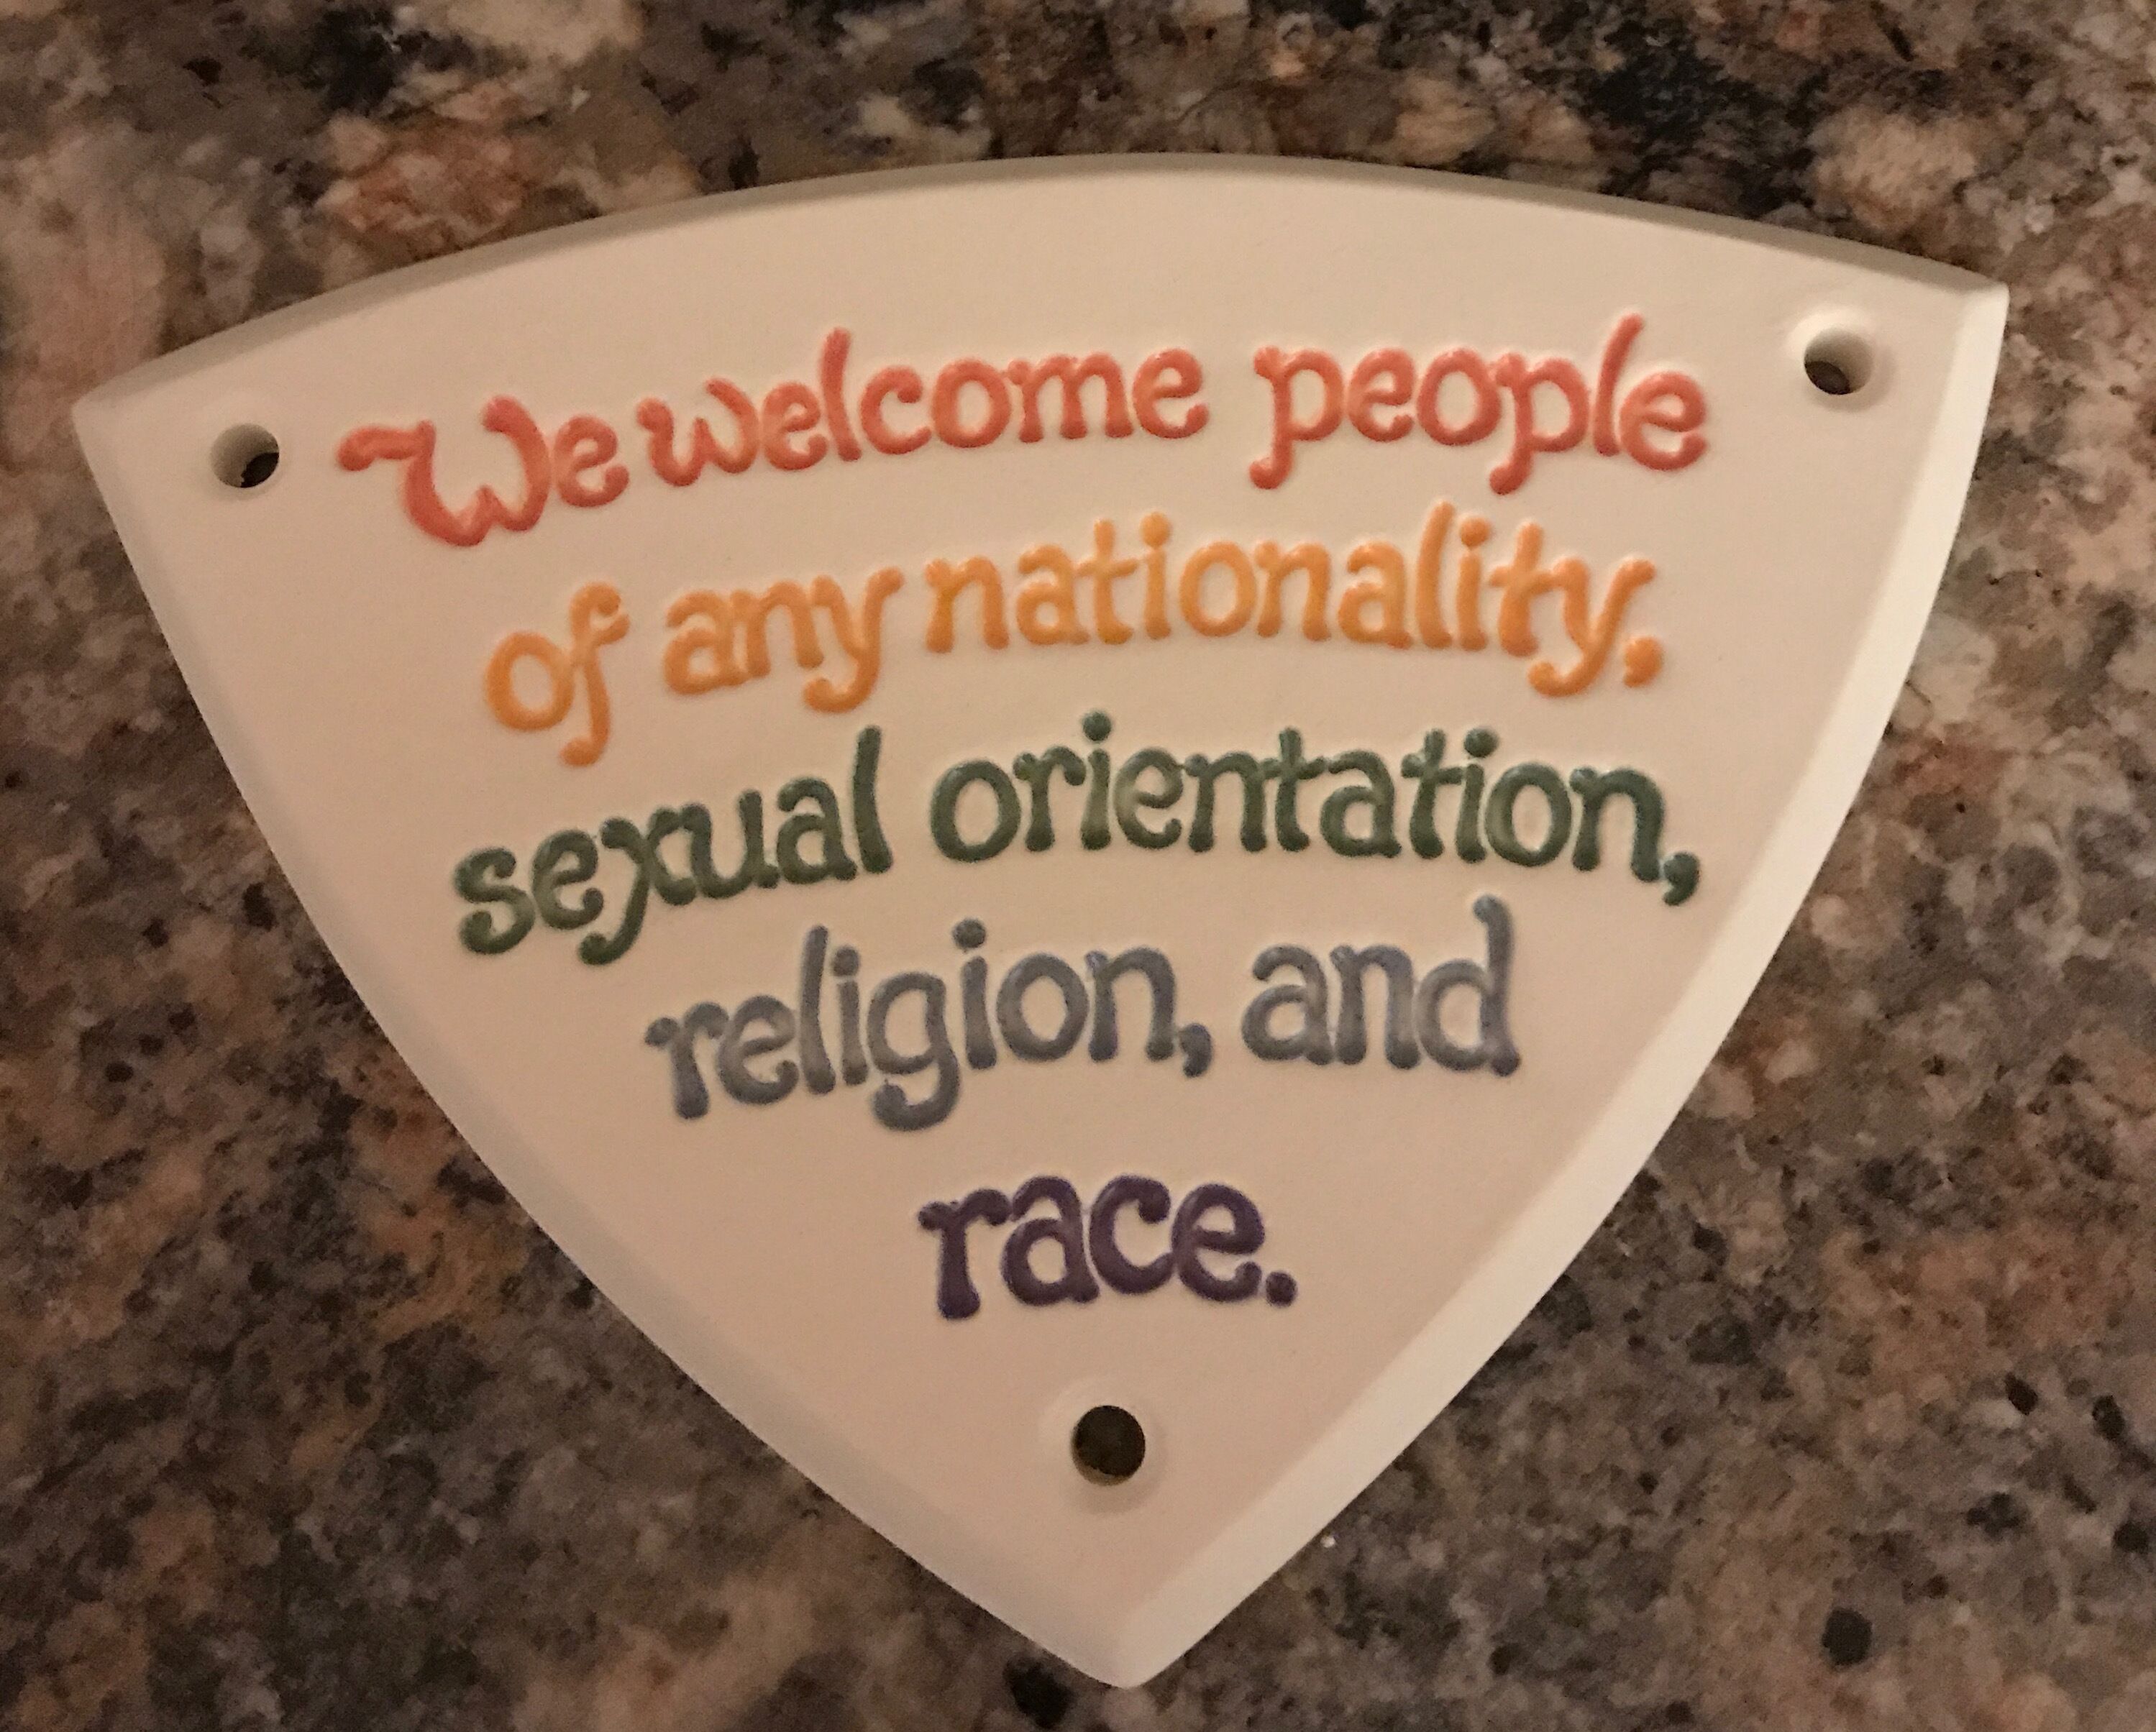 We welcome people
of any nationality,
sexual orientation,
religion, and
race.